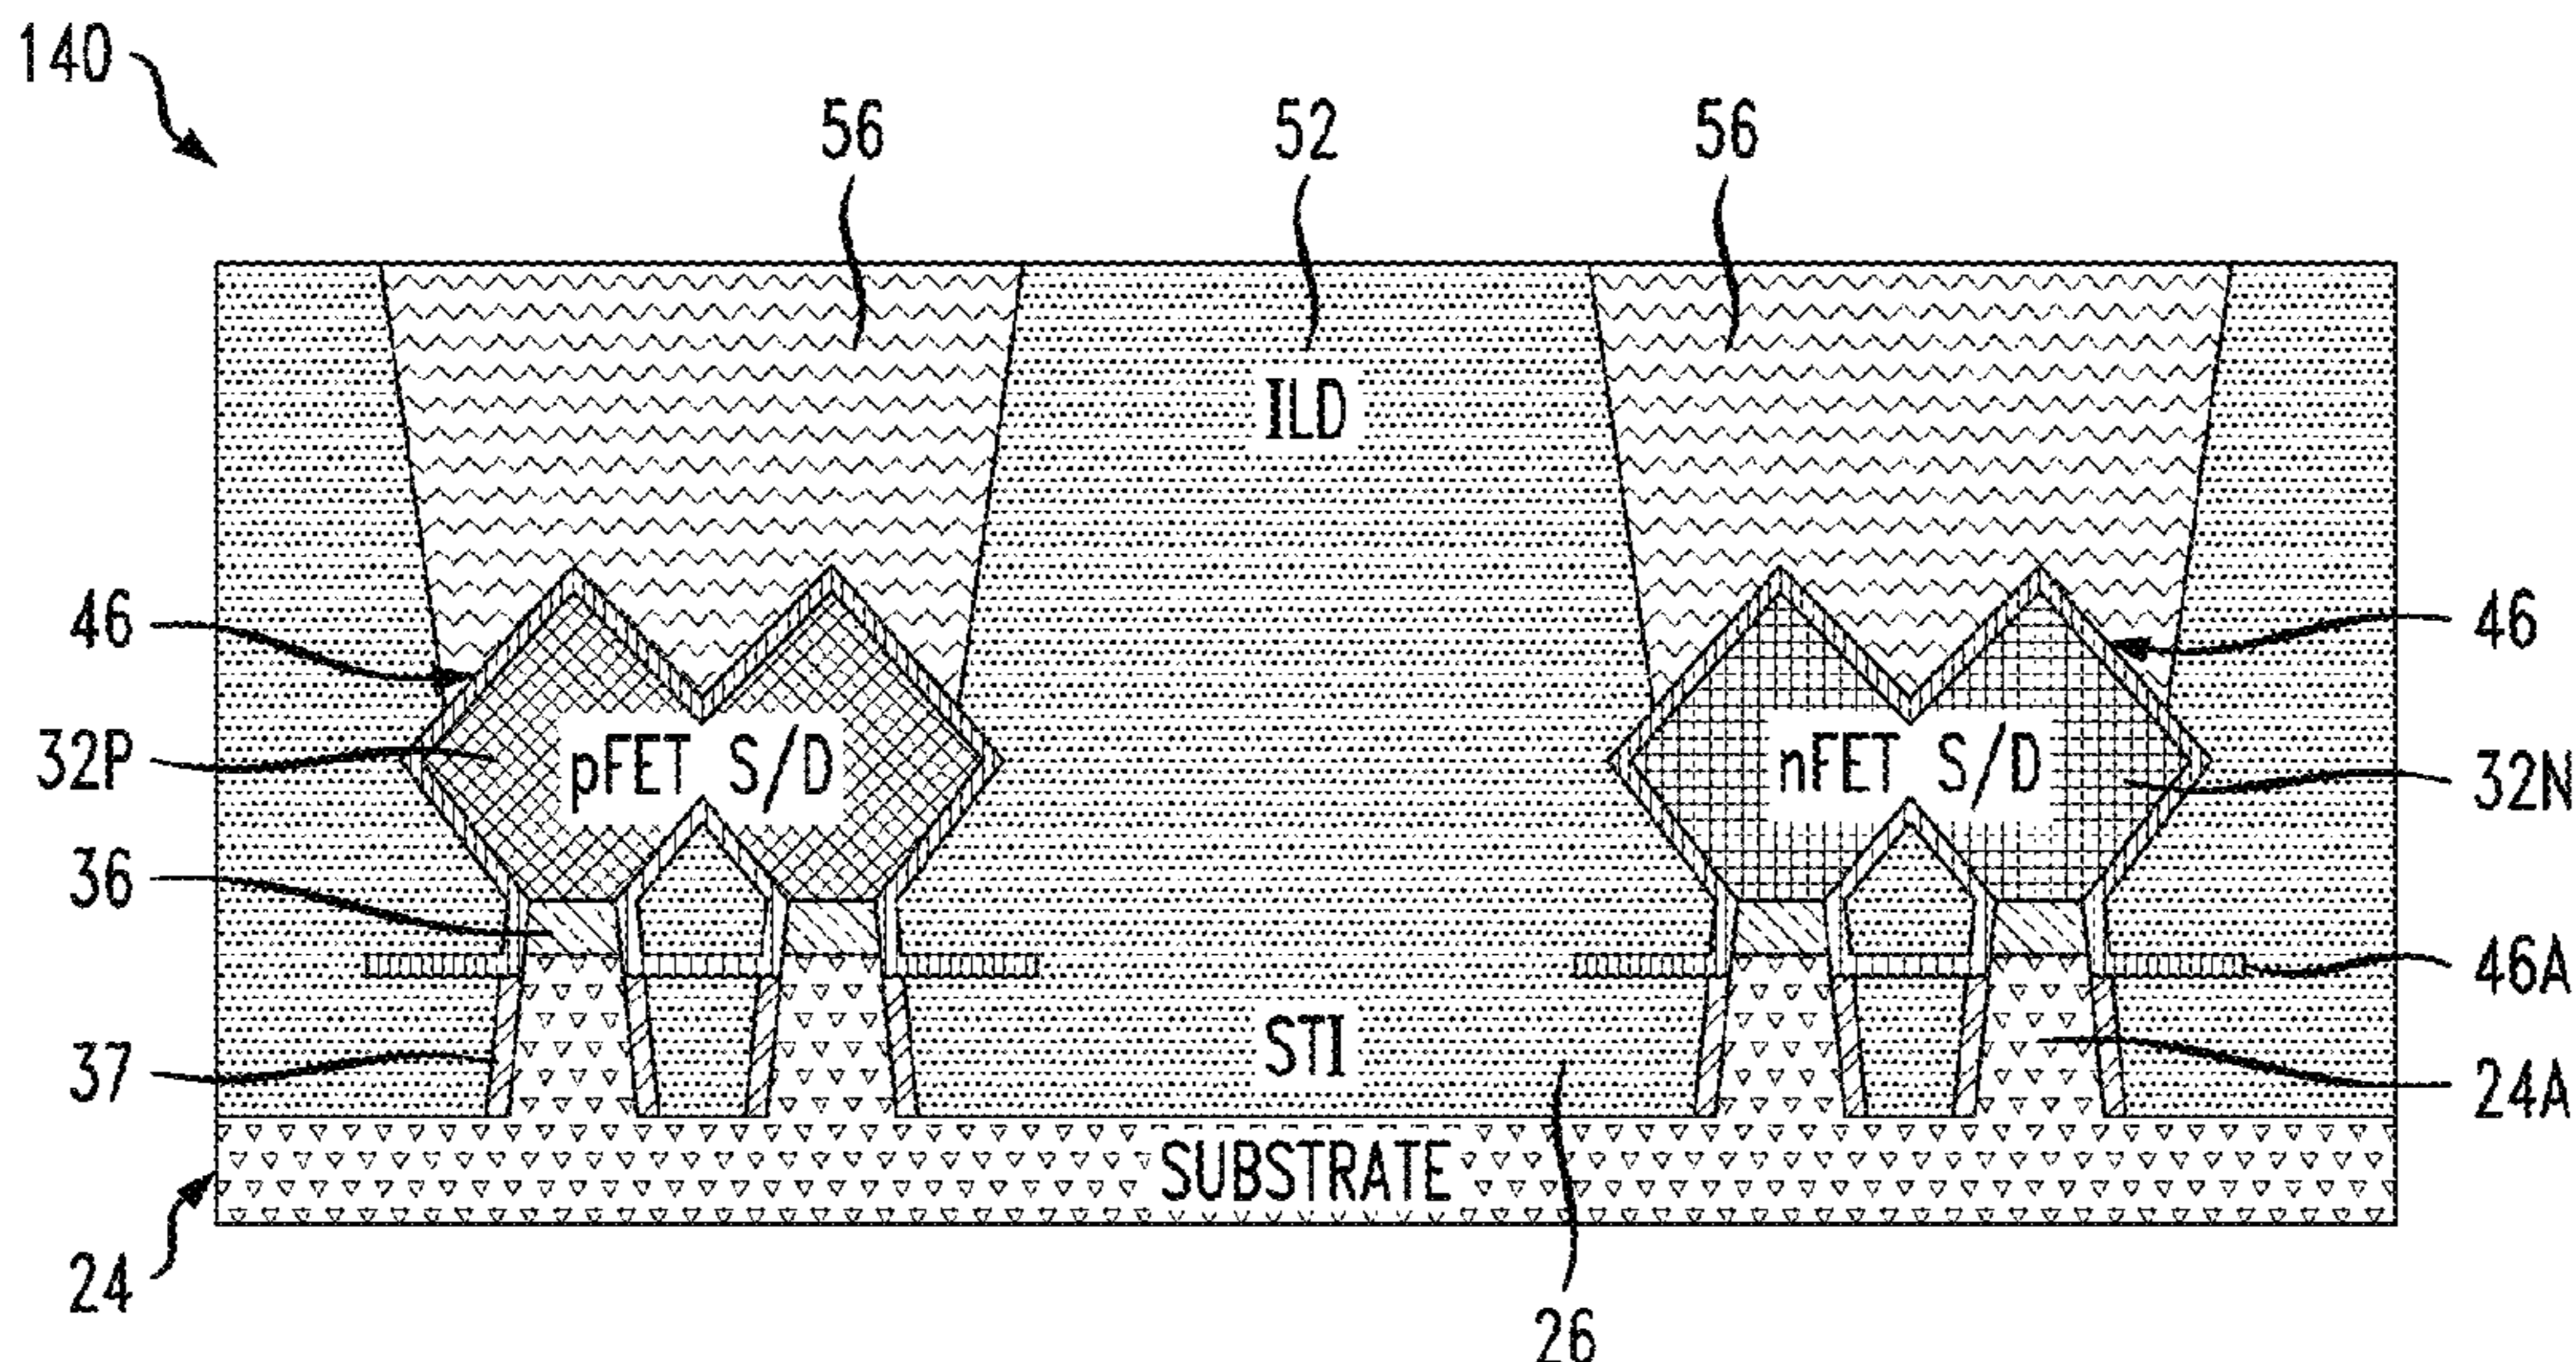 140
56 52 56
ILD
46 46
32P pFET S/D nFET S/D 32N
36
46A
37 STI 24A
SUBSTRATE
24
26